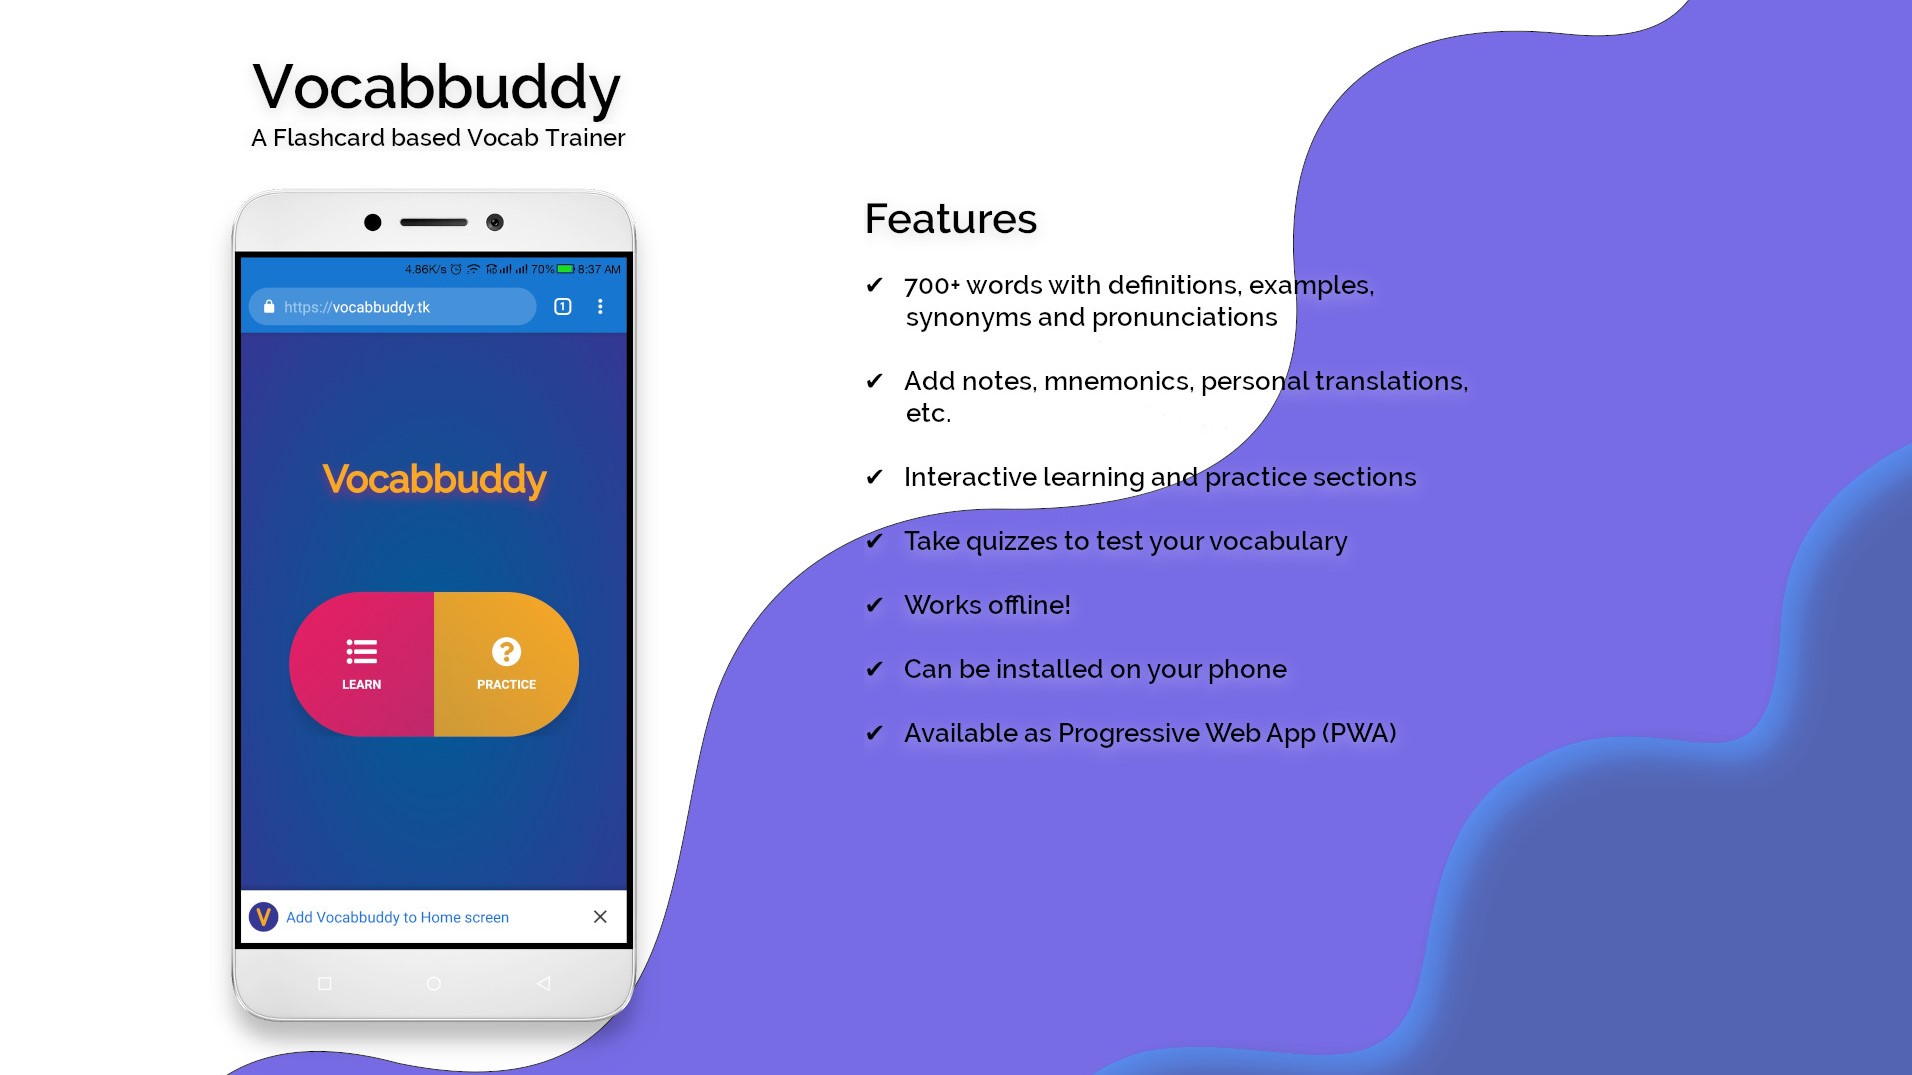 Vocabbuddy
A Flashcard based Vocab Trainer
4.86K/s HD 70% 8:37 AM
https://vocabbuddy.tk 1
Vocabbuddy
LEARN PRACTICE
V Add Vocabbuddy to Home screen
Features
✔ 700+ words with definitions, examples,
synonyms and pronunciations
✔ Add notes, mnemonics, personal translations,
etc.
✔ Interactive learning and practice sections
✔ Take quizzes to test your vocabulary
✔ Works offline!
✔ Can be installed on your phone
✔ Available as Progressive Web App (PWA)